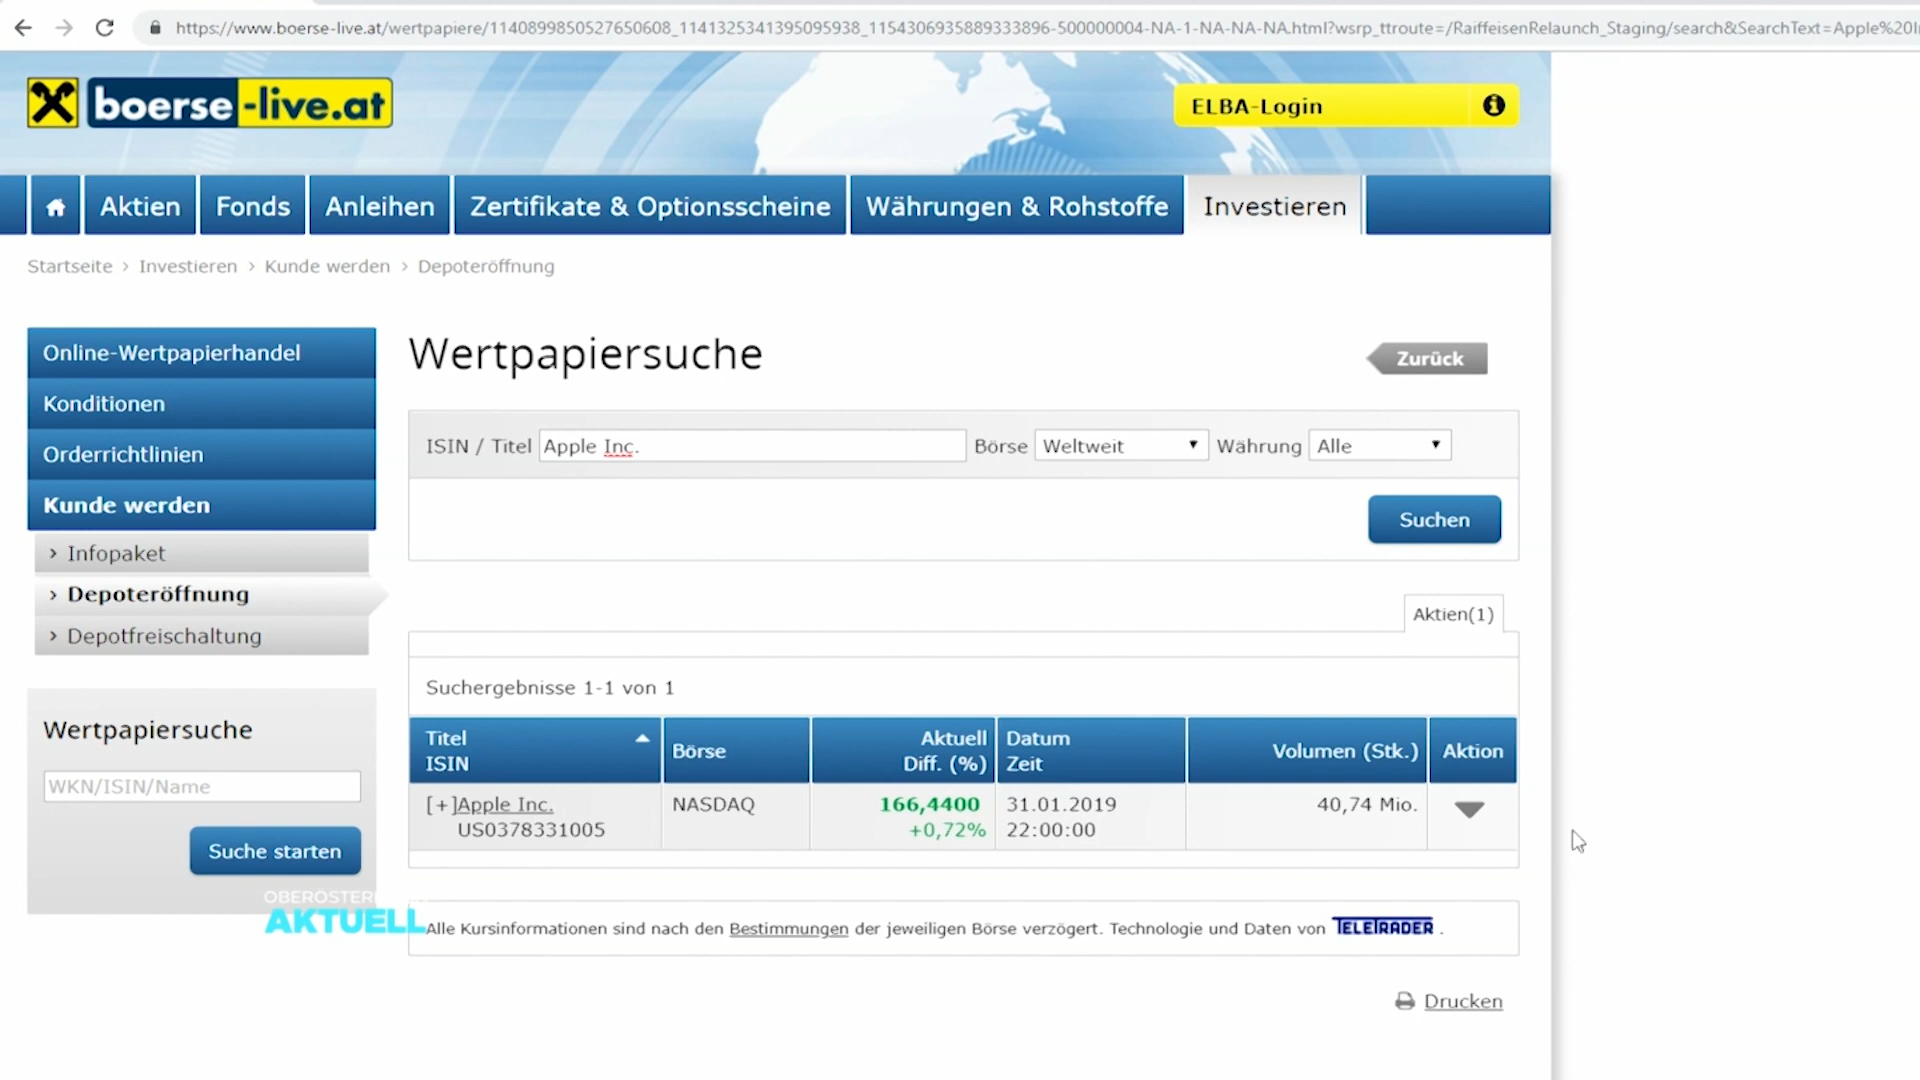 https://www.boerse-live.at/wertpapiere/1140899850527650608_1141325341395095938_1154306935889333896-500000004-NA-1-NA-NA-NA.html?wsrp_ttroute=/RaiffeisenRelaunch_Staging/search&SearchText=Apple%20I
boerse-live.at
ELBA-Login
Aktien Fonds Anleihen Zertifikate & Optionsscheine Währungen & Rohstoffe Investieren
Startseite › Investieren › Kunde werden › Depoteröffnung
Online-Wertpapierhandel
Konditionen
Orderrichtlinien
Kunde werden
› Infopaket
› Depoteröffnung
› Depotfreischaltung
Wertpapiersuche
WKN/ISIN/Name
Suche starten
Wertpapiersuche
Zurück
ISIN / Titel Apple Inc. Börse Weltweit Währung Alle
Suchen
Aktien(1)
Suchergebnisse 1-1 von 1
Titel
ISIN
Börse
Aktuell
Diff. (%)
Datum
Zeit
Volumen (Stk.)
Aktion
[+]Apple Inc. NASDAQ 166,4400 31.01.2019 40,74 Mio.
US0378331005 +0,72% 22:00:00
AKTUELL
Alle Kursinformationen sind nach den Bestimmungen der jeweiligen Börse verzögert. Technologie und Daten von TELETRADER .
Drucken